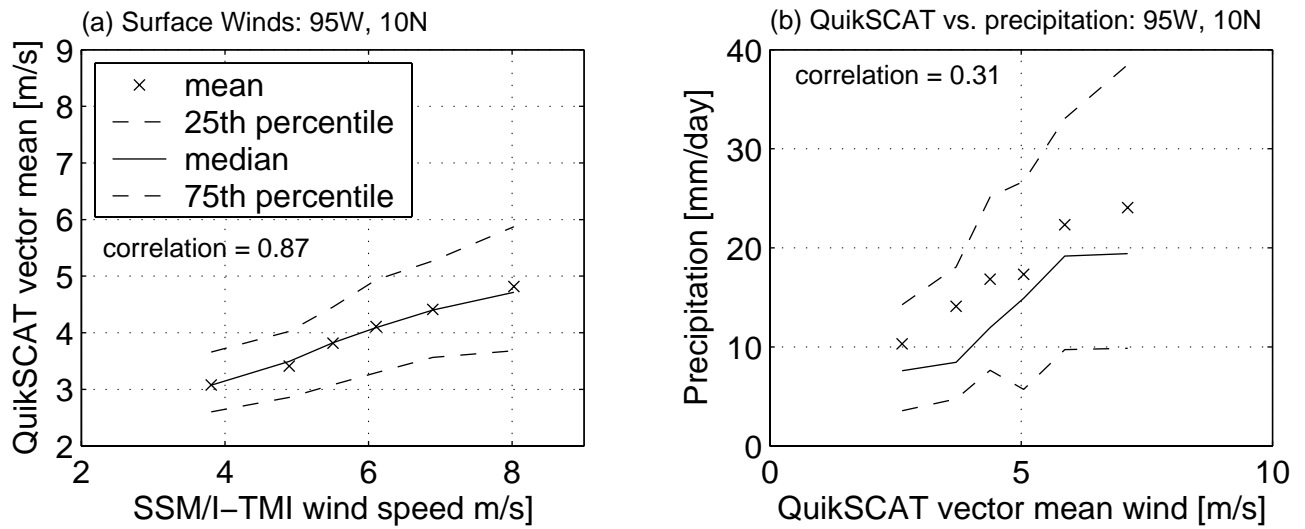 (a) Surface Winds: 95W, 10N
9
8
7
6
5
4
3
2
QuikSCAT vector mean [m/s]
mean
25th percentile
median
75th percentile
correlation = 0.87
2
4
6
8
SSM/I−TMI wind speed m/s]
(b) QuikSCAT vs. precipitation: 95W, 10N
40
30
20
10
0
Precipitation [mm/day]
correlation = 0.31
0
5
10
QuikSCAT vector mean wind [m/s]